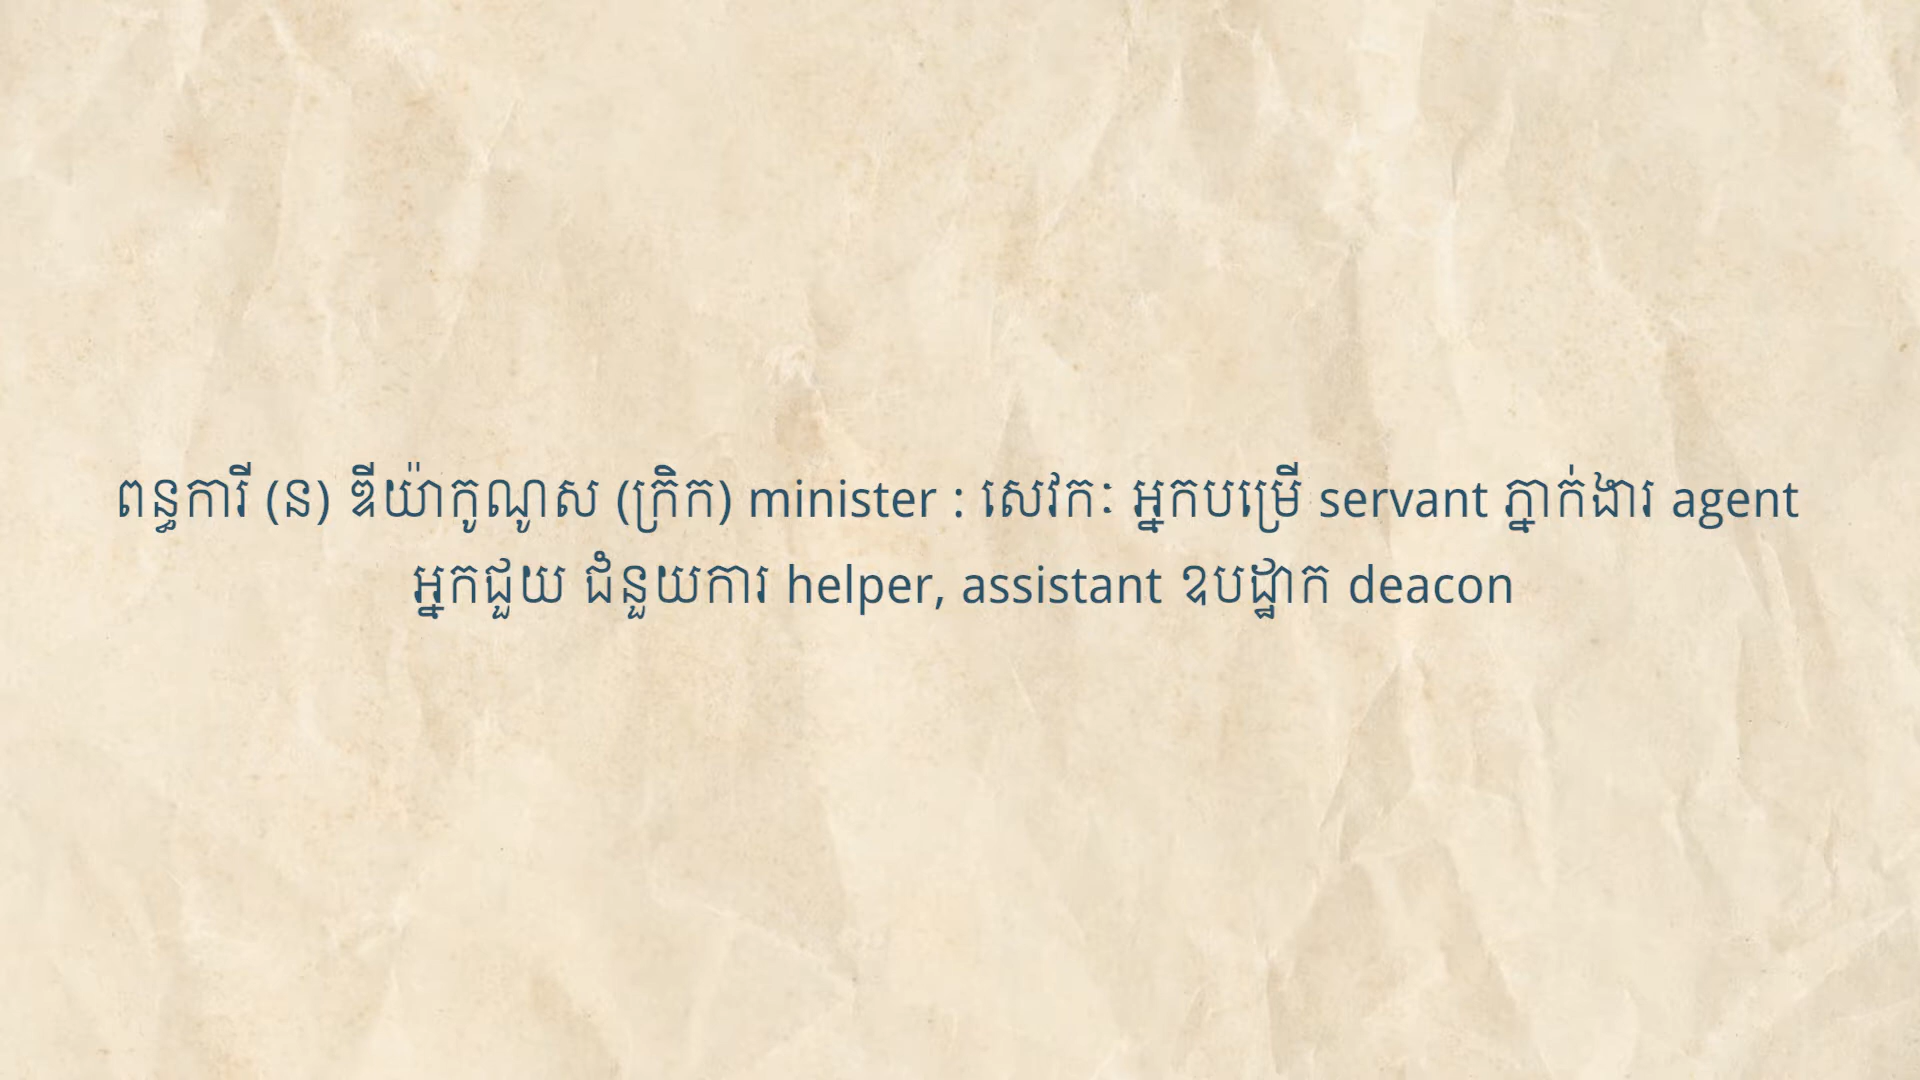 ពន្ធការី (ន) ឌីយ៉ាកូណូស (ក្រិក) minister : សេវកៈ អ្នកបម្រើ servant ភ្នាក់ងារ agent
អ្នកជួយ ជំនួយការ helper, assistant ឧបដ្ឋាក deacon